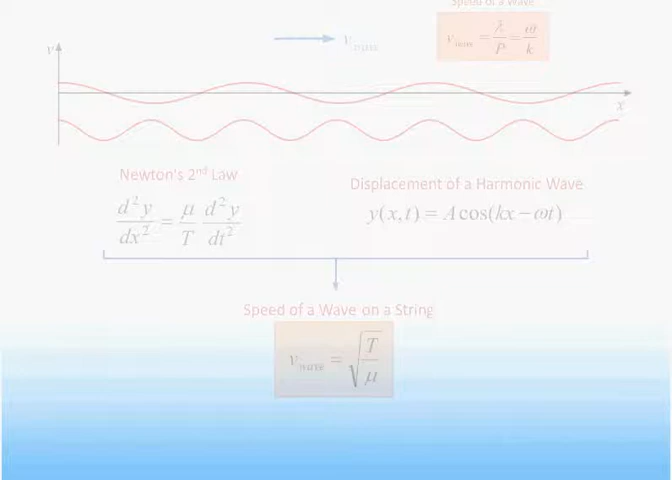 Speed of a Wave
v_wave = λ/P = ω/k
v_wave
y
x
Newton's 2nd Law
Displacement of a Harmonic Wave
d²y/dx² = μ/T d²y/dt²
y(x,t) = A cos(kx − ωt)
Speed of a Wave on a String
v_wave = √(T/μ)